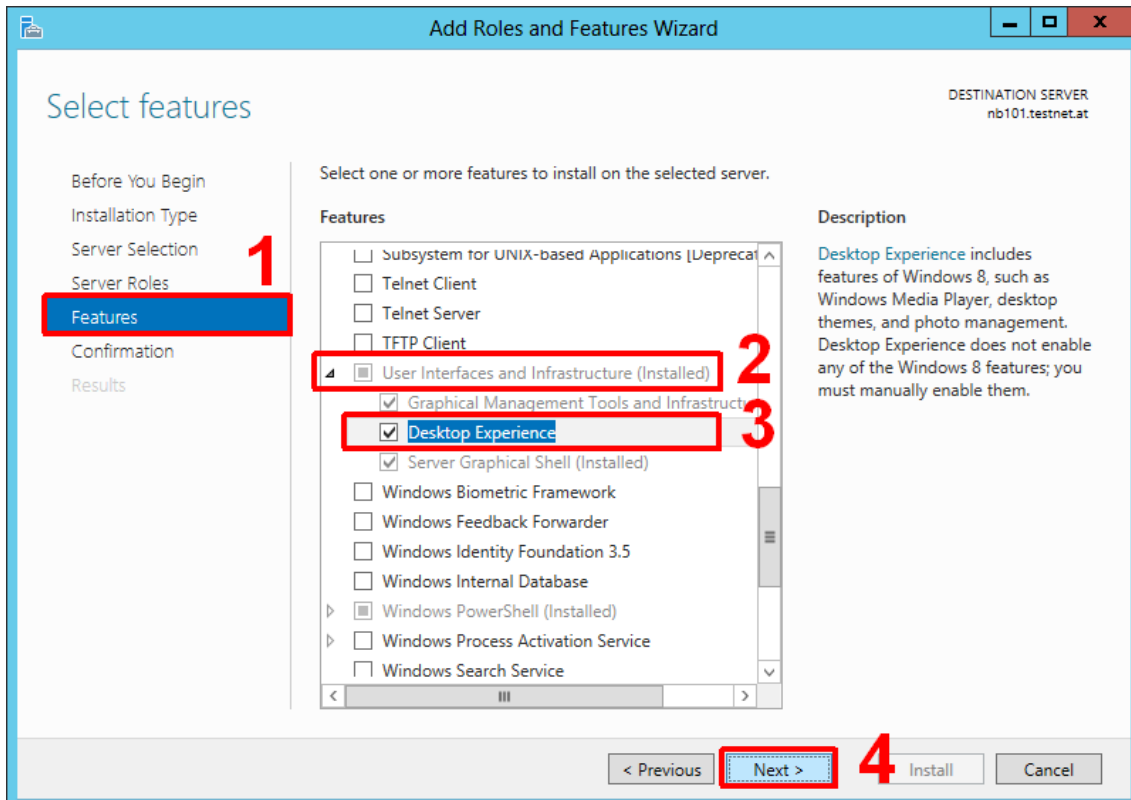 Add Roles and Features Wizard
Select features
DESTINATION SERVER
nb101.testnet.at
Before You Begin
Installation Type
Server Selection
Server Roles
Features
Confirmation
Results
1
Select one or more features to install on the selected server.
Features
Subsystem for UNIX-based Applications [Deprecat
Telnet Client
Telnet Server
TFTP Client
User Interfaces and Infrastructure (Installed)
2
Graphical Management Tools and Infrastructu
Desktop Experience
3
Server Graphical Shell (Installed)
Windows Biometric Framework
Windows Feedback Forwarder
Windows Identity Foundation 3.5
Windows Internal Database
Windows PowerShell (Installed)
Windows Process Activation Service
Windows Search Service
Description
Desktop Experience includes
features of Windows 8, such as
Windows Media Player, desktop
themes, and photo management.
Desktop Experience does not enable
any of the Windows 8 features; you
must manually enable them.
< Previous
Next >
4
Install
Cancel